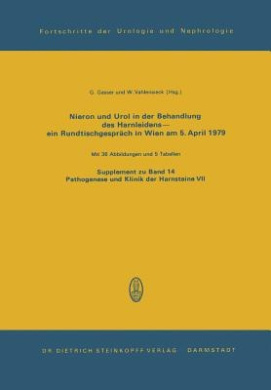 Fortschritte der Urologie und Nephrologie
G. Gasser und W. Vahlensieck (Hrsg.)
Nieron und Urol in der Behandlung
des Harnleidens—
ein Rundtischgespräch in Wien am 5. April 1979
Mit 36 Abbildungen und 5 Tabellen
Supplement zu Band 14
Pathogenese und Klinik der Harnsteine VII
DR. DIETRICH STEINKOPFF VERLAG DARMSTADT